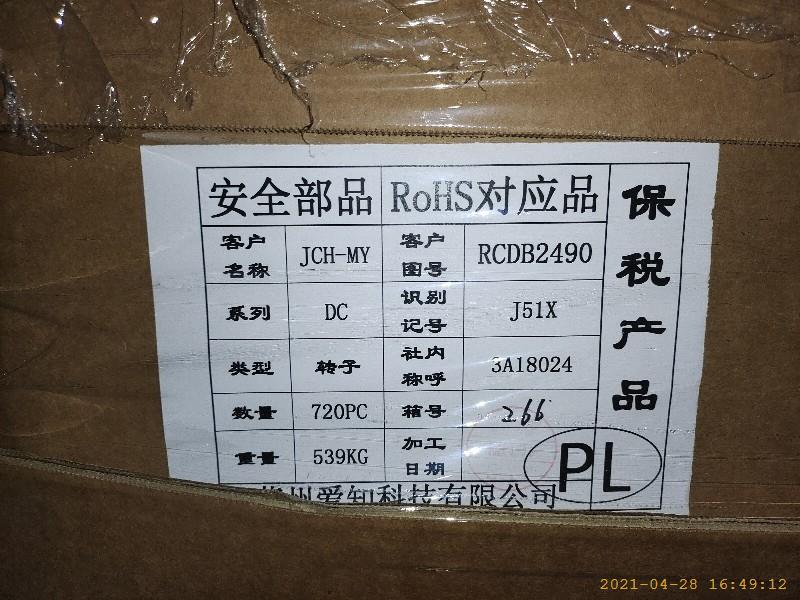 安全部品 RoHS对应品
客户名称 JCH-MY 客户图号 RCDB2490
系列 DC 识别记号 J51X
类型 转子 社内称呼 3A18024
数量 720PC 箱号 266
重量 539KG 加工日期
PL
州爱知科技有限公司
保税产品
2021-04-28 16:49:12